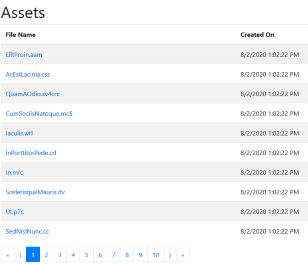 Assets
File Name Created On
ElitProin.aam 8/2/2020 1:02:22 PM
AcEstLacinia.css 8/2/2020 1:02:22 PM
QuamAOdio.sv4crc 8/2/2020 1:02:22 PM
CumSociisNatoque.mc$ 8/2/2020 1:02:22 PM
Iaculis.wrl 8/2/2020 1:02:22 PM
InPorttitorPede.crl 8/2/2020 1:02:22 PM
In.mrc 8/2/2020 1:02:22 PM
ScelerisqueMauris.dv 8/2/2020 1:02:22 PM
Ut.p7c 8/2/2020 1:02:22 PM
SedNislNunc.cc 8/2/2020 1:02:22 PM
« ⟨ 1 2 3 4 5 6 7 8 9 10 ⟩ »